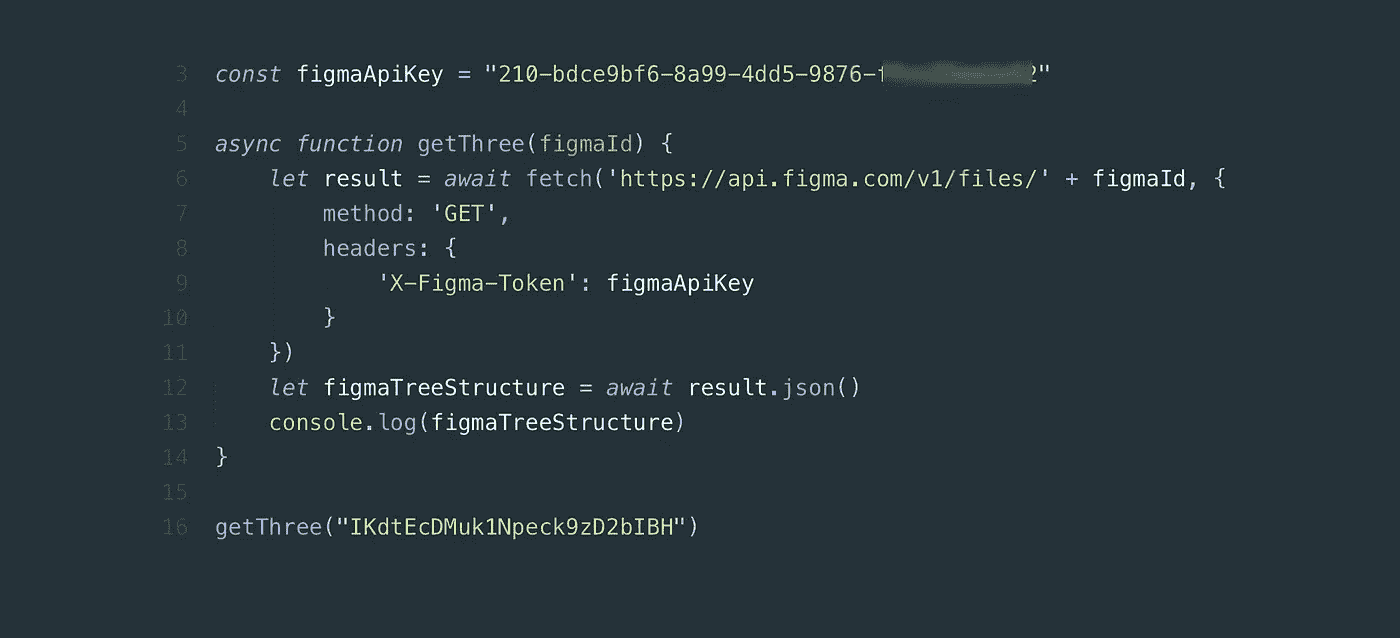 3 const figmaApiKey = "210-bdce9bf6-8a99-4dd5-9876-
4
5 async function getThree(figmaId) {
6 let result = await fetch('https://api.figma.com/v1/files/' + figmaId, {
7 method: 'GET',
8 headers: {
9 'X-Figma-Token': figmaApiKey
10 }
11 })
12 let figmaTreeStructure = await result.json()
13 console.log(figmaTreeStructure)
14 }
15
16 getThree("IKdtEcDMuk1Npeck9zD2bIBH")